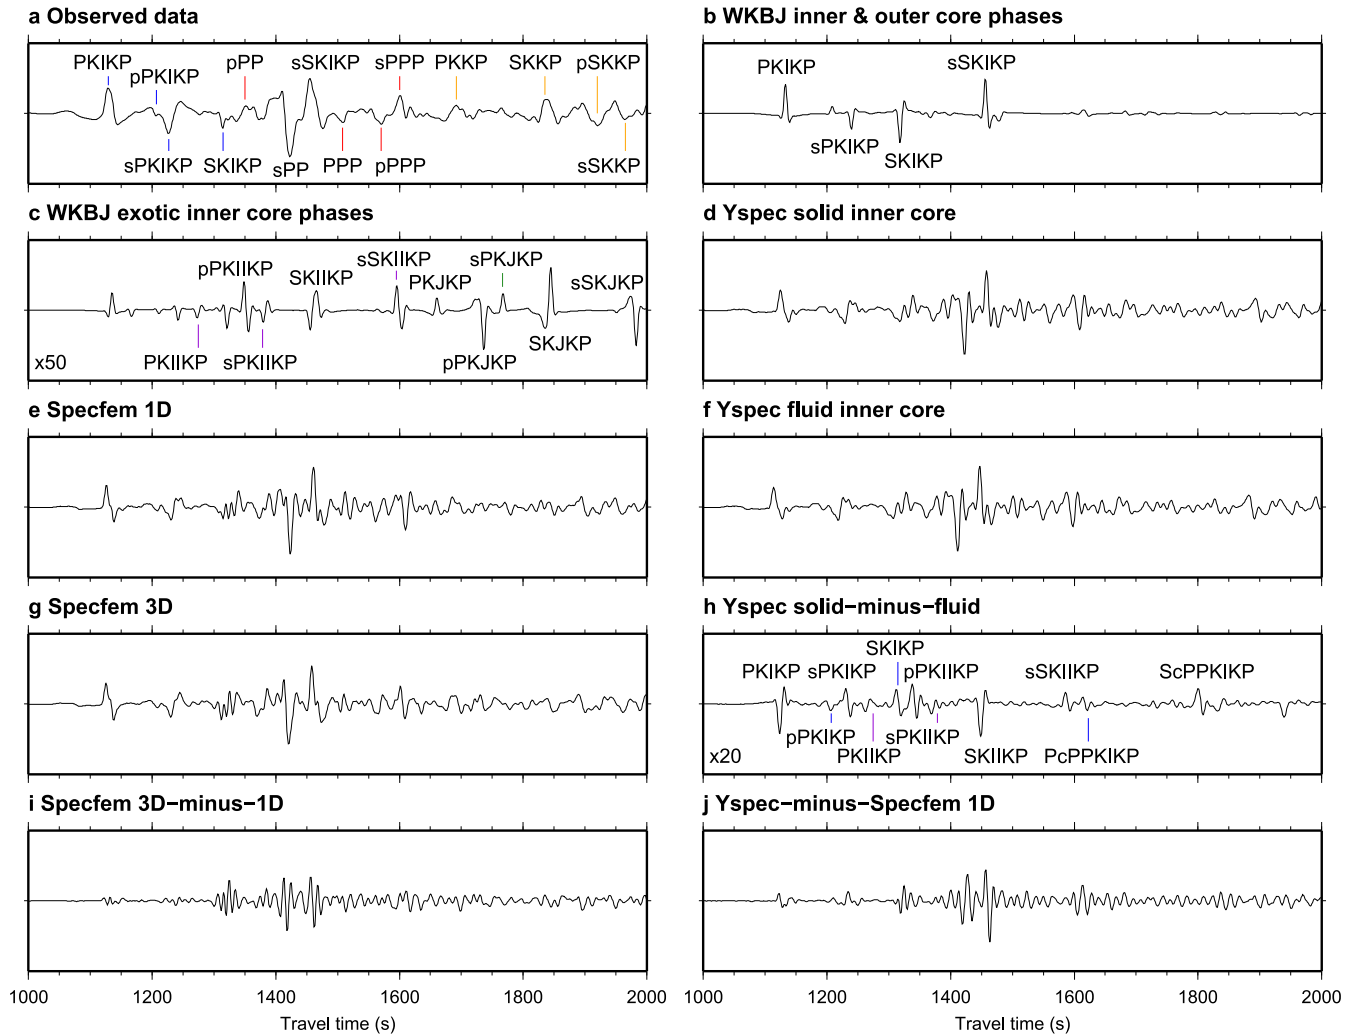 a Observed data
PKIKP
pPKIKP
pPP
sSKIKP
sPPP
PKKP
SKKP
pSKKP
sPKIKP
SKIKP
sPP
PPP
pPPP
sSKKP
b WKBJ inner & outer core phases
PKIKP
sSKIKP
sPKIKP
SKIKP
c WKBJ exotic inner core phases
pPKIIKP
SKIIKP
sSKIIKP
PKJKP
sPKJKP
sSKJKP
x50
PKIIKP
sPKIIKP
pPKJKP
SKJKP
d Yspec solid inner core
e Specfem 1D
f Yspec fluid inner core
g Specfem 3D
h Yspec solid−minus−fluid
SKIKP
PKIKP
sPKIKP
pPKIIKP
sSKIIKP
ScPPKIKP
pPKIKP
sPKIIKP
x20
PKIIKP
SKIIKP
PcPPKIKP
i Specfem 3D−minus−1D
j Yspec−minus−Specfem 1D
1000 1200 1400 1600 1800 2000
Travel time (s)
1000 1200 1400 1600 1800 2000
Travel time (s)